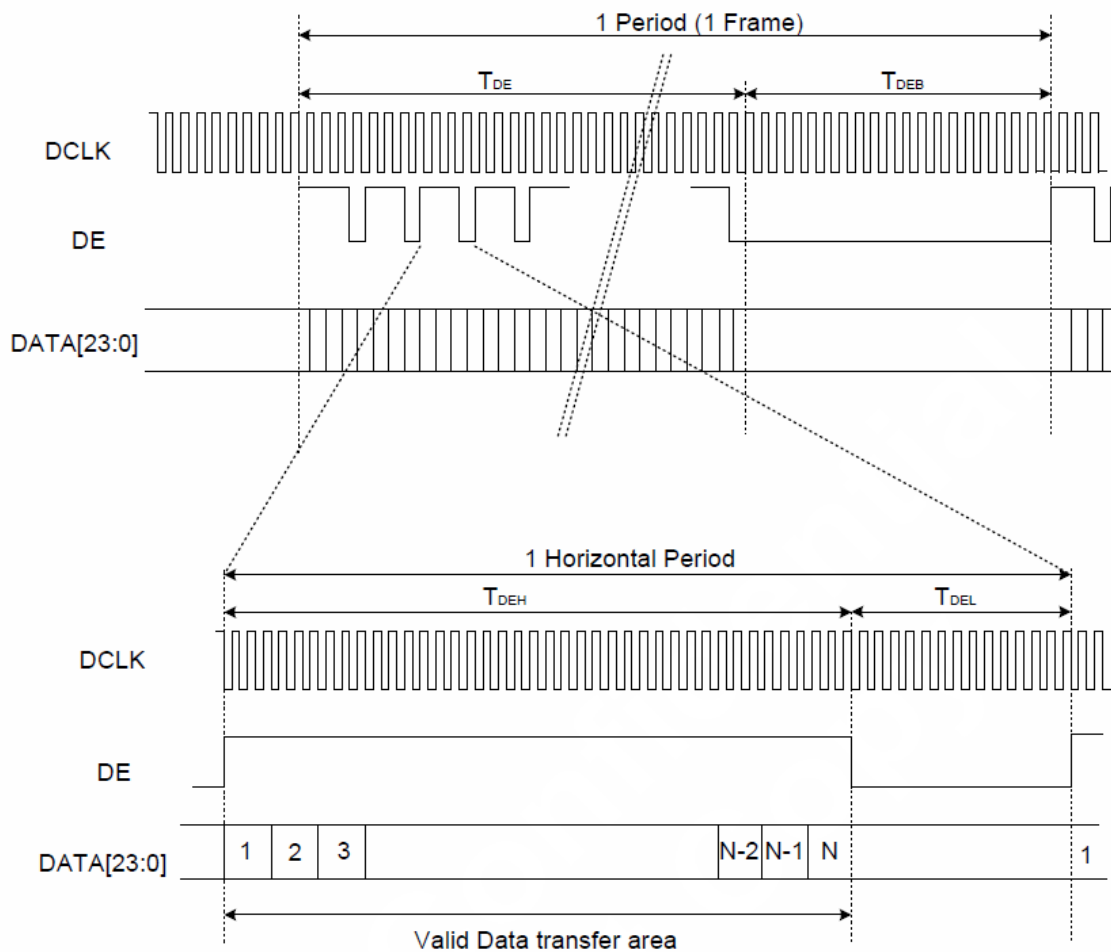 1 Period (1 Frame)
TDE
TDEB
DCLK
DE
DATA[23:0]
1 Horizontal Period
TDEH
TDEL
DCLK
DE
DATA[23:0]
1 2 3 N-2 N-1 N 1
Valid Data transfer area